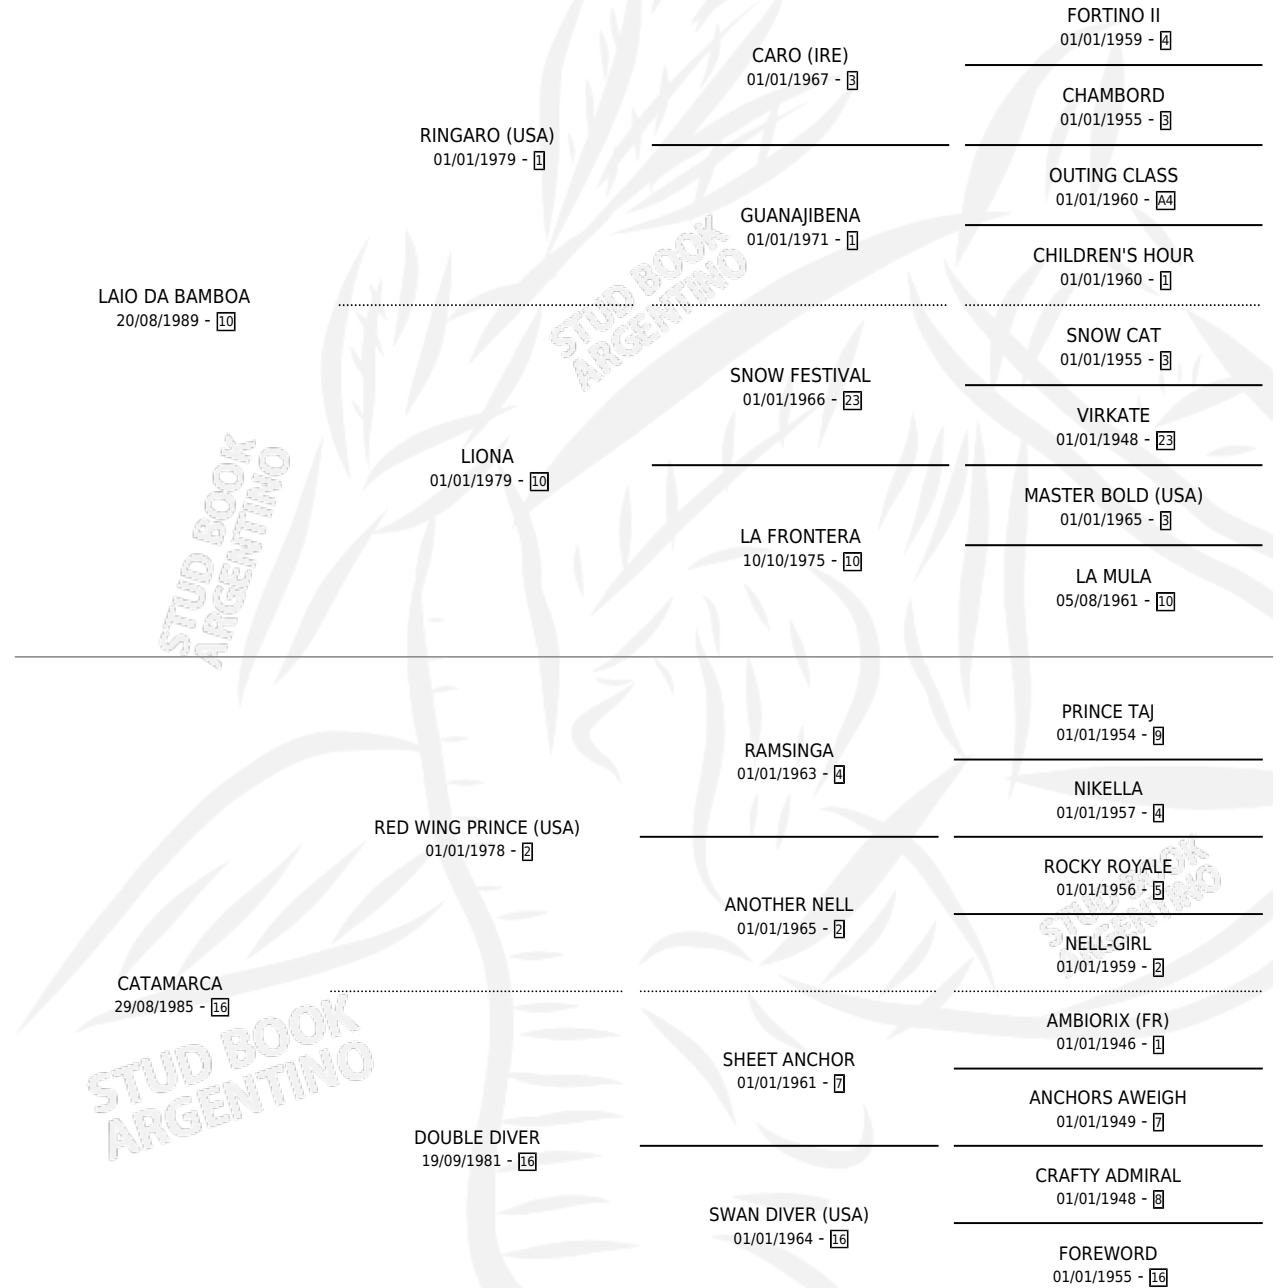 FORTINO II
01/01/1959 - 4
CARO (IRE)
01/01/1967 - 3
CHAMBORD
01/01/1955 - 3
RINGARO (USA)
01/01/1979 - 1
OUTING CLASS
01/01/1960 - A4
GUANAJIBENA
01/01/1971 - 1
CHILDREN'S HOUR
01/01/1960 - 1
LAIO DA BAMBOA
20/08/1989 - 10
STUD BOOK
ARGENTINO
SNOW CAT
01/01/1955 - 3
SNOW FESTIVAL
01/01/1966 - 23
VIRKATE
01/01/1948 - 23
LIONA
01/01/1979 - 10
MASTER BOLD (USA)
01/01/1965 - 3
LA FRONTERA
10/10/1975 - 10
LA MULA
05/08/1961 - 10
STUD BOOK
ARGENTINO
PRINCE TAJ
01/01/1954 - 9
RAMSINGA
01/01/1963 - 4
NIKELLA
01/01/1957 - 4
RED WING PRINCE (USA)
01/01/1978 - 2
ROCKY ROYALE
01/01/1956 - 5
ANOTHER NELL
01/01/1965 - 2
NELL-GIRL
01/01/1959 - 2
STUD BOOK
ARGENTINO
CATAMARCA
29/08/1985 - 16
AMBIORIX (FR)
01/01/1946 - 1
SHEET ANCHOR
01/01/1961 - 7
ANCHORS AWEIGH
01/01/1949 - 7
STUD BOOK
ARGENTINO
DOUBLE DIVER
19/09/1981 - 16
CRAFTY ADMIRAL
01/01/1948 - 8
SWAN DIVER (USA)
01/01/1964 - 16
FOREWORD
01/01/1955 - 16